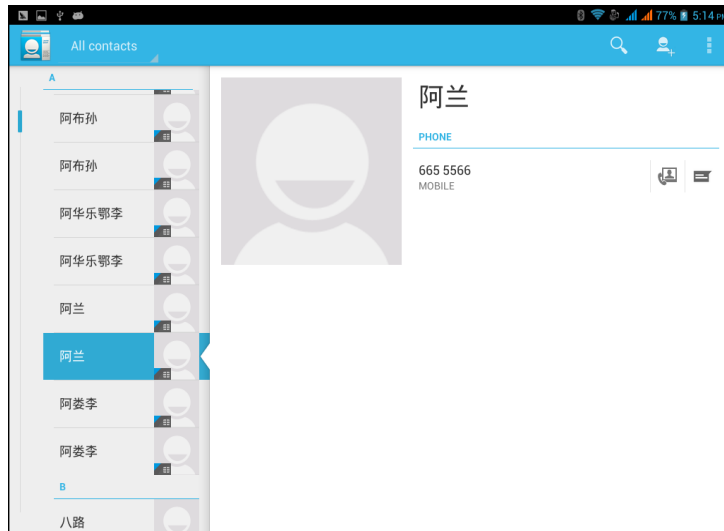 77% 5:14 PM
All contacts
A
阿布孙
阿布孙
阿华乐鄂李
阿华乐鄂李
阿兰
阿兰
阿娄李
阿娄李
B
八路
阿兰
PHONE
665 5566
MOBILE